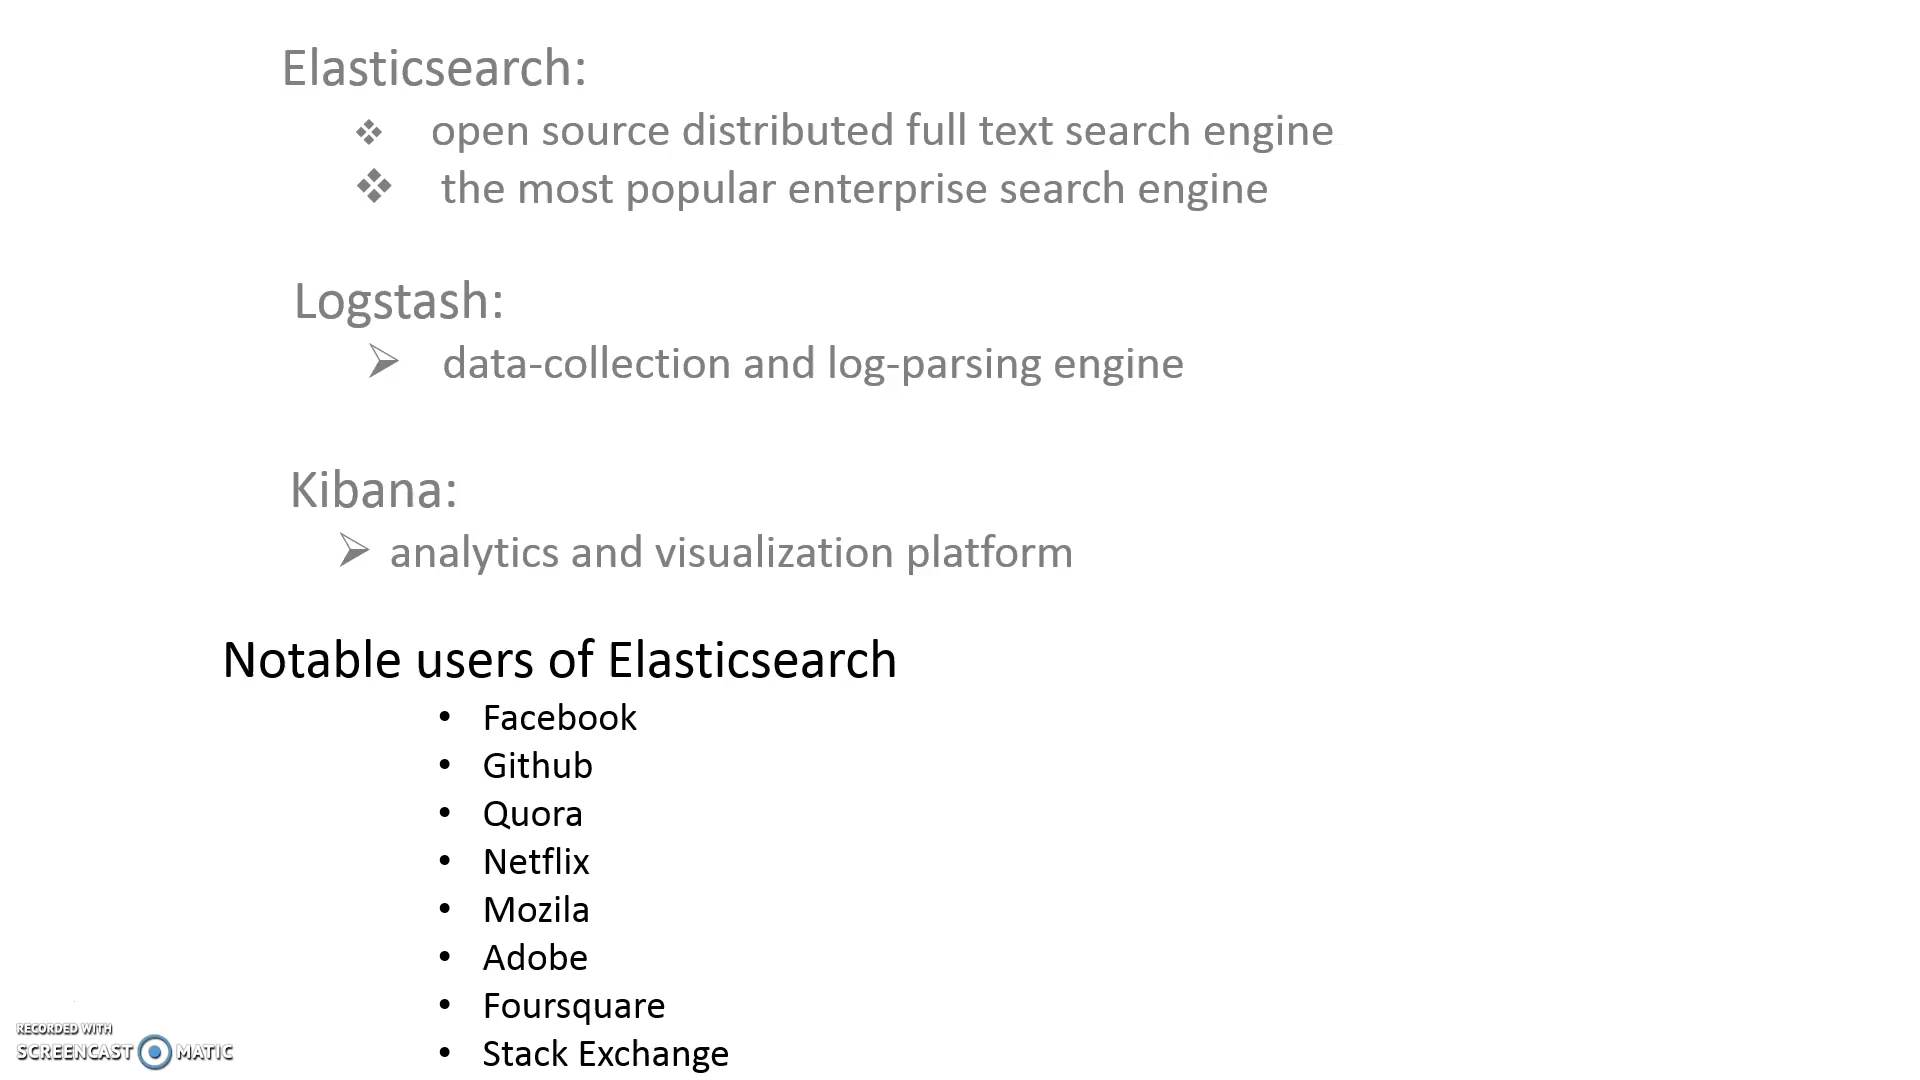 Elasticsearch:
❖ open source distributed full text search engine
❖ the most popular enterprise search engine
Logstash:
➢ data-collection and log-parsing engine
Kibana:
➢ analytics and visualization platform
Notable users of Elasticsearch
• Facebook
• Github
• Quora
• Netflix
• Mozila
• Adobe
• Foursquare
• Stack Exchange
RECORDED WITH
SCREENCAST MATIC